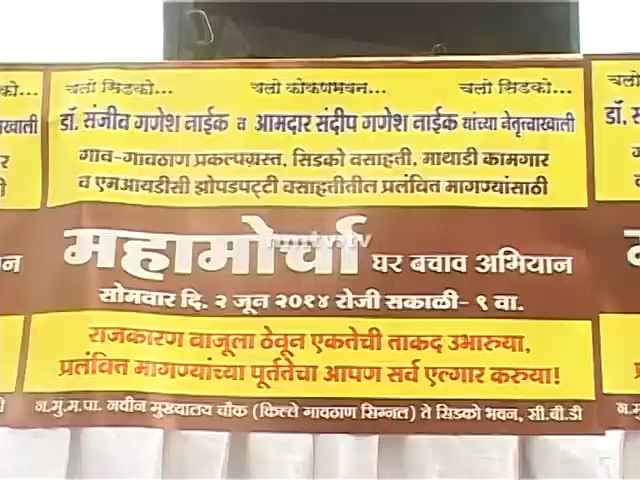 चलो सिडको... चलो कोकणभवन... चलो सिडको...
डॉ. संजीव गणेश नाईक व आमदार संदीप गणेश नाईक यांच्या नेतृत्वाखाली
गाव-गावठाण प्रकल्पग्रस्त, सिडको वसाहती, माथाडी कामगार
व एमआयडीसी झोपडपट्टी वसाहतीतील प्रलंवित मागण्यांसाठी
महामोर्चा घर बचाव अभियान
nmtv.tv
सोमवार दि. २ जून २०१४ रोजी सकाळी- ९ वा.
राजकारण वाजूला ठेवून एकतेची ताकद उभारुया,
प्रलंवित मागण्यांच्या पूर्ततेचा आपण सर्व एल्गार करुया!
न.मुं.म.पा. नवीन मुख्यालय चौक (किल्ले गावठाण सिग्नल) ते सिडको भवन, सी.बी.डी